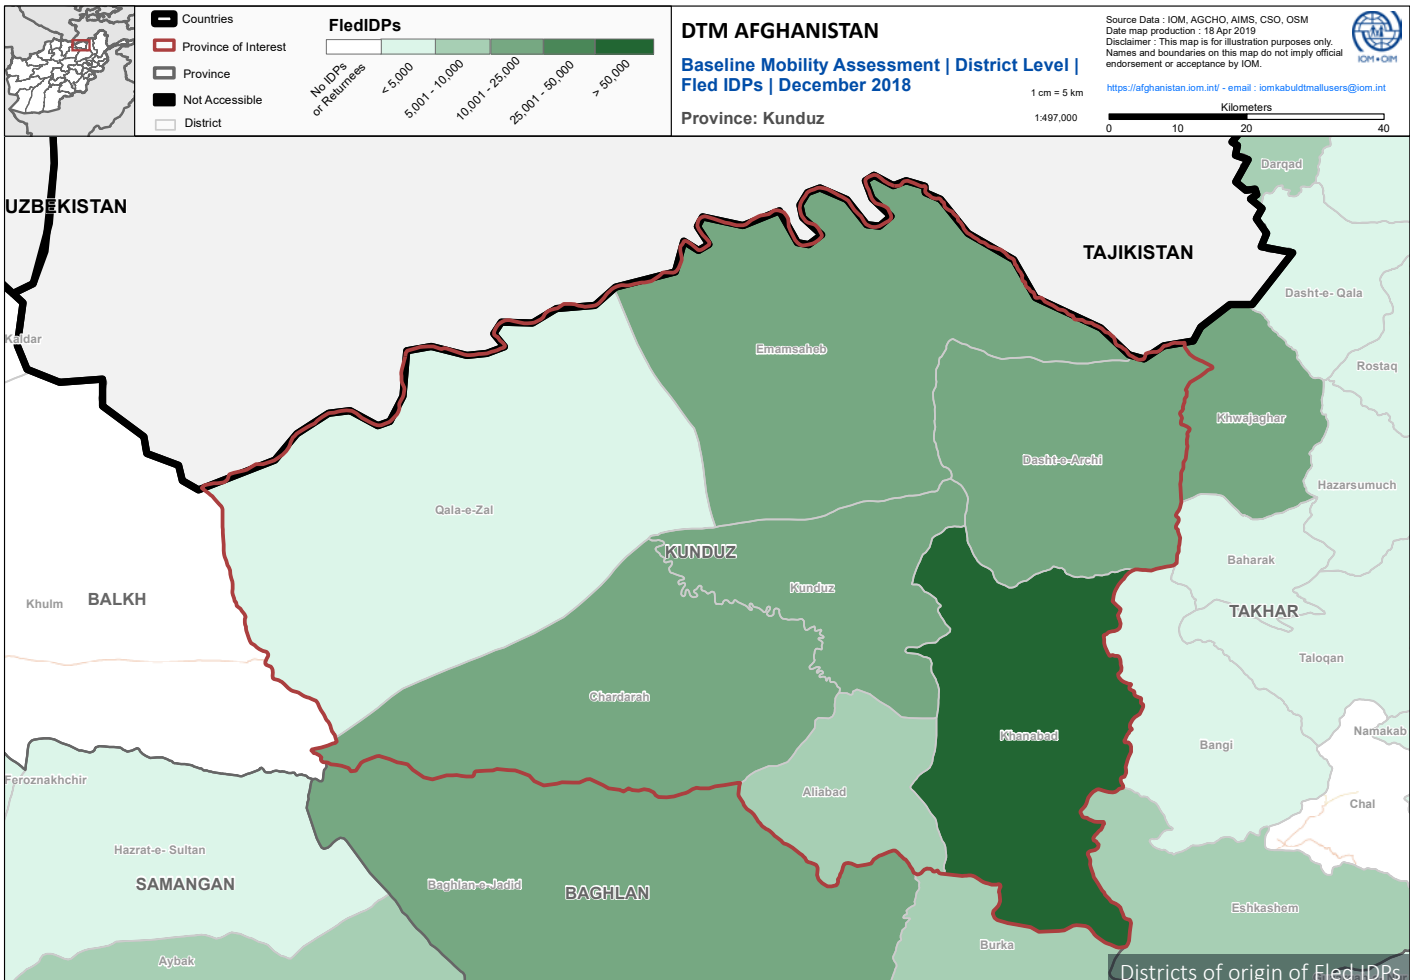 Countries
Province of Interest
Province
Not Accessible
District
FledIDPs
No IDPs
or Returnees
< 5,000
5,001 - 10,000
10,001 - 25,000
25,001 - 50,000
> 50,000
DTM AFGHANISTAN
Baseline Mobility Assessment | District Level |
Fled IDPs | December 2018
Province: Kunduz
1 cm = 5 km
1:497,000
Source Data : IOM, AGCHO, AIMS, CSO, OSM
Date map production : 18 Apr 2019
Disclaimer : This map is for illustration purposes only.
Names and boundaries on this map do not imply official
endorsement or acceptance by IOM.
https://afghanistan.iom.int/ - email : iomkabuldtmallusers@iom.int
IOM•OIM
Kilometers
0 10 20 40
Darqad
UZBEKISTAN
TAJIKISTAN
Dasht-e- Qala
Kaldar
Emamsaheb
Rostaq
Khwajaghar
Dasht-e-Archi
Hazarsumuch
Qala-e-Zal
KUNDUZ
Baharak
Kunduz
Khulm
BALKH
TAKHAR
Taloqan
Chardarah
Khanabad
Namakab
Bangi
Feroznakhchir
Aliabad
Chal
Hazrat-e- Sultan
SAMANGAN
Baghlan-e-Jadid
BAGHLAN
Eshkashem
Burka
Aybak
Districts of origin of Fled IDPs